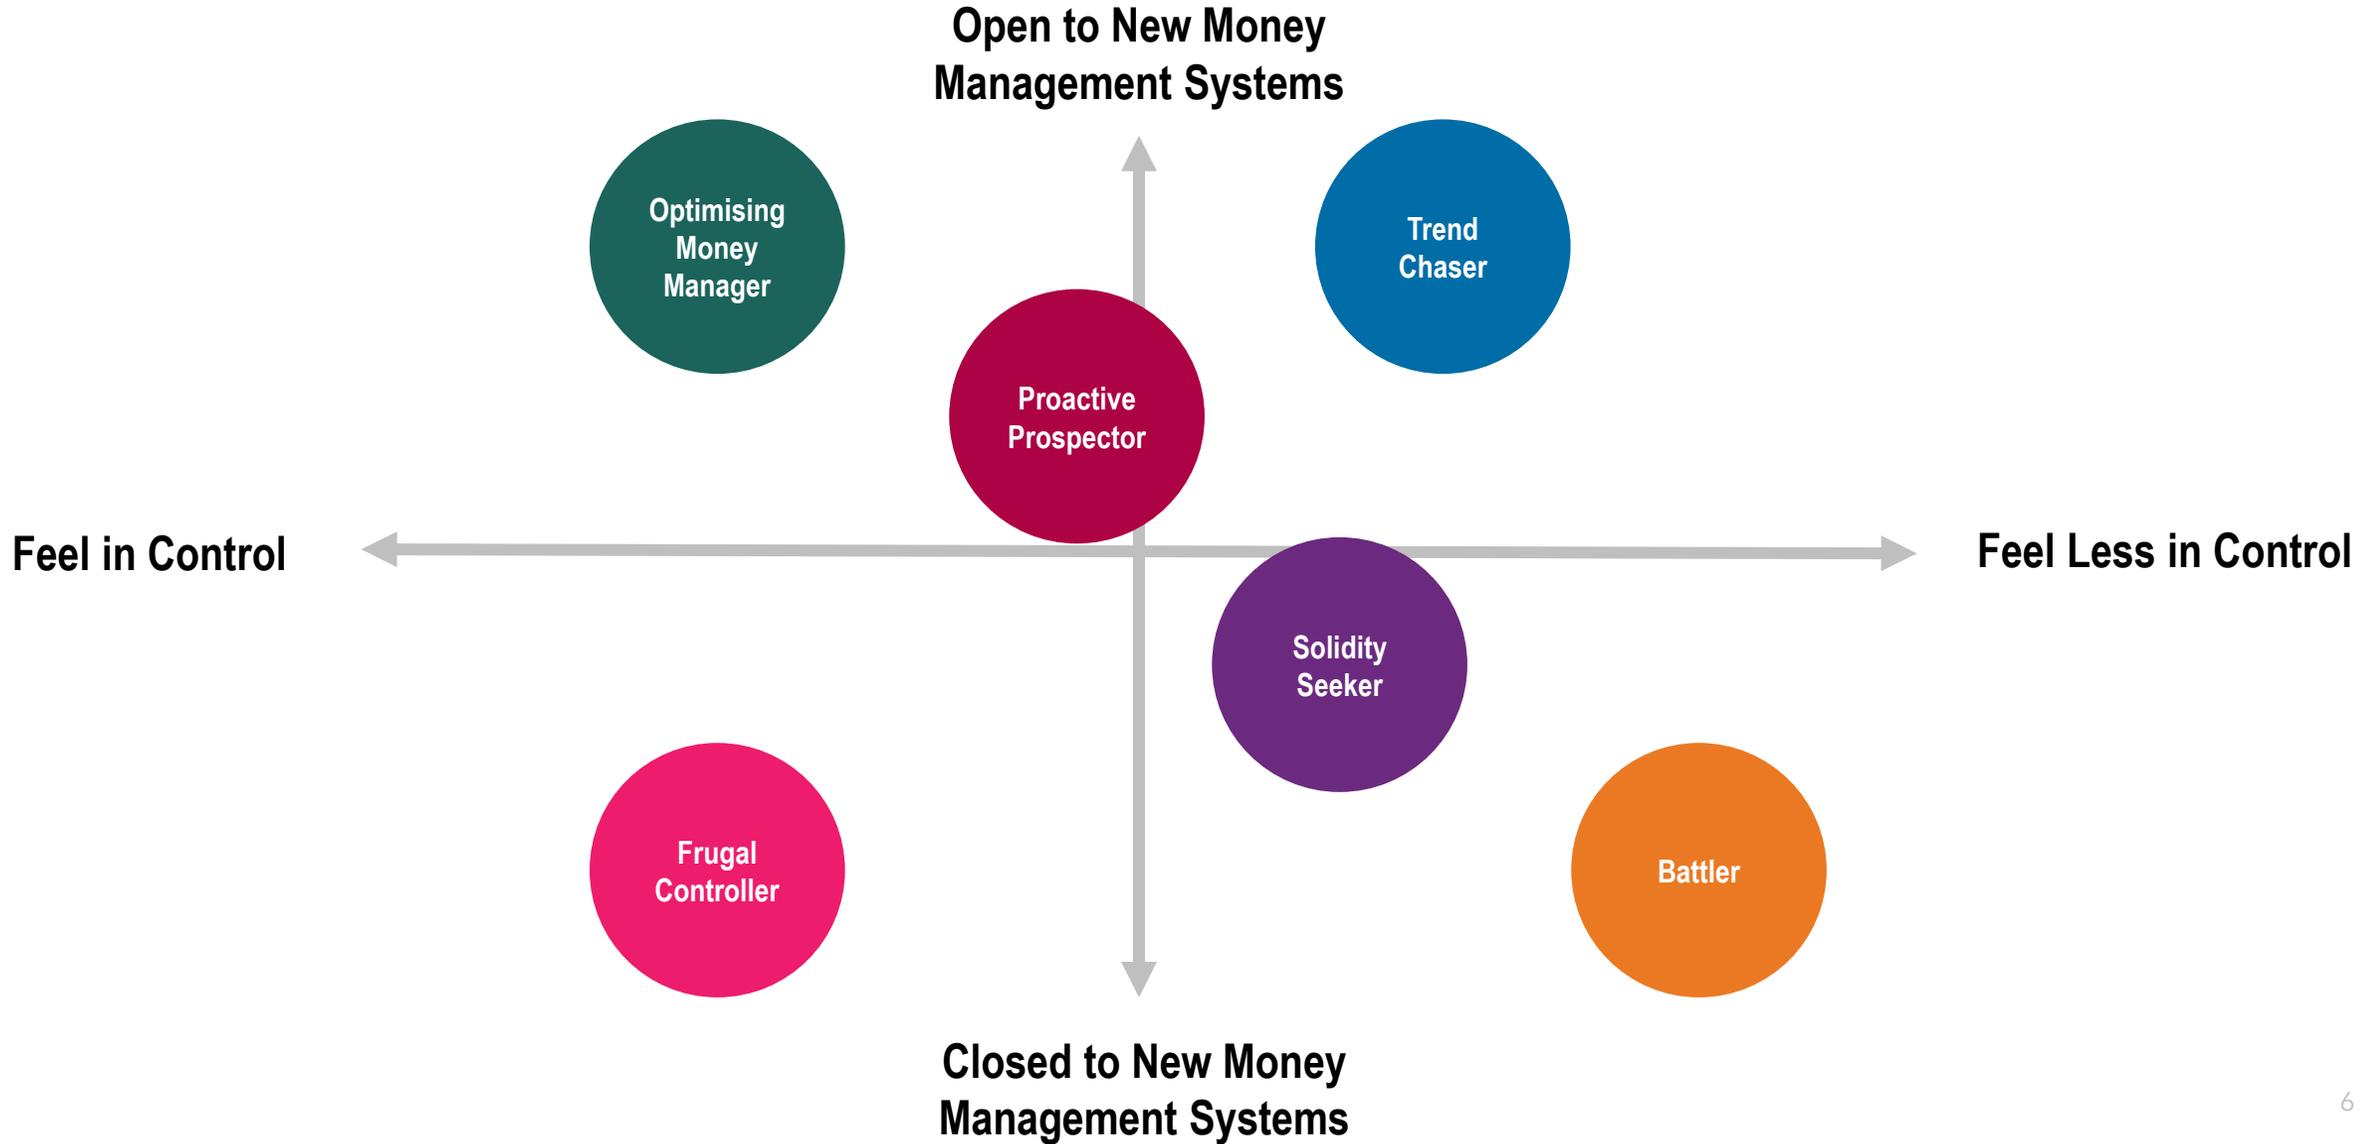 Open to New Money
Management Systems
Optimising
Money
Manager
Trend
Chaser
Proactive
Prospector
Feel in Control
Feel Less in Control
Solidity
Seeker
Frugal
Controller
Battler
Closed to New Money
Management Systems
6